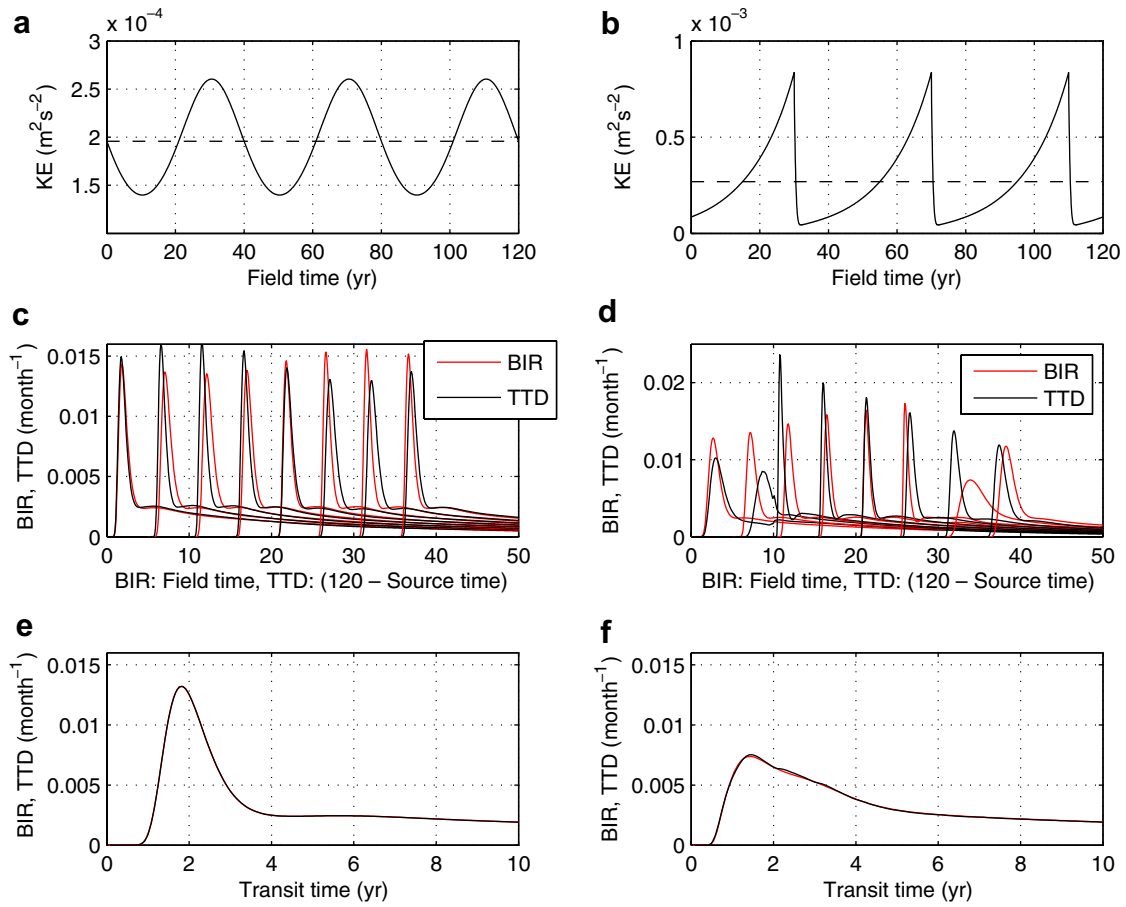 a
x 10⁻⁴
3
2.5
2
1.5
KE (m²s⁻²)
0 20 40 60 80 100 120
Field time (yr)
b
x 10⁻³
1
0.5
0
KE (m²s⁻²)
0 20 40 60 80 100 120
Field time (yr)
c
0.015
0.01
0.005
0
BIR, TTD (month⁻¹)
BIR
TTD
0 10 20 30 40 50
BIR: Field time, TTD: (120 – Source time)
d
0.02
0.01
0
BIR, TTD (month⁻¹)
BIR
TTD
0 10 20 30 40 50
BIR: Field time, TTD: (120 – Source time)
e
0.015
0.01
0.005
0
BIR, TTD (month⁻¹)
0 2 4 6 8 10
Transit time (yr)
f
0.015
0.01
0.005
0
BIR, TTD (month⁻¹)
0 2 4 6 8 10
Transit time (yr)